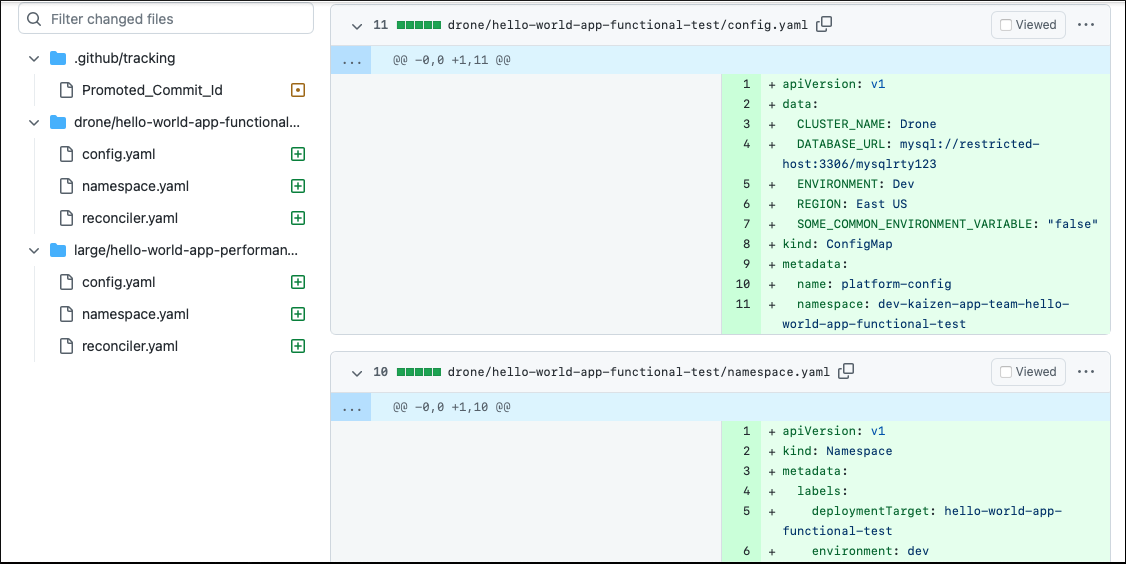 Filter changed files
.github/tracking
Promoted_Commit_Id
drone/hello-world-app-functional...
config.yaml
namespace.yaml
reconciler.yaml
large/hello-world-app-performan...
config.yaml
namespace.yaml
reconciler.yaml
11 drone/hello-world-app-functional-test/config.yaml Viewed ...
... @@ -0,0 +1,11 @@
1 + apiVersion: v1
2 + data:
3 + CLUSTER_NAME: Drone
4 + DATABASE_URL: mysql://restricted-
host:3306/mysqlrty123
5 + ENVIRONMENT: Dev
6 + REGION: East US
7 + SOME_COMMON_ENVIRONMENT_VARIABLE: "false"
8 + kind: ConfigMap
9 + metadata:
10 + name: platform-config
11 + namespace: dev-kaizen-app-team-hello-
world-app-functional-test
10 drone/hello-world-app-functional-test/namespace.yaml Viewed ...
... @@ -0,0 +1,10 @@
1 + apiVersion: v1
2 + kind: Namespace
3 + metadata:
4 + labels:
5 + deploymentTarget: hello-world-app-
functional-test
6 + environment: dev